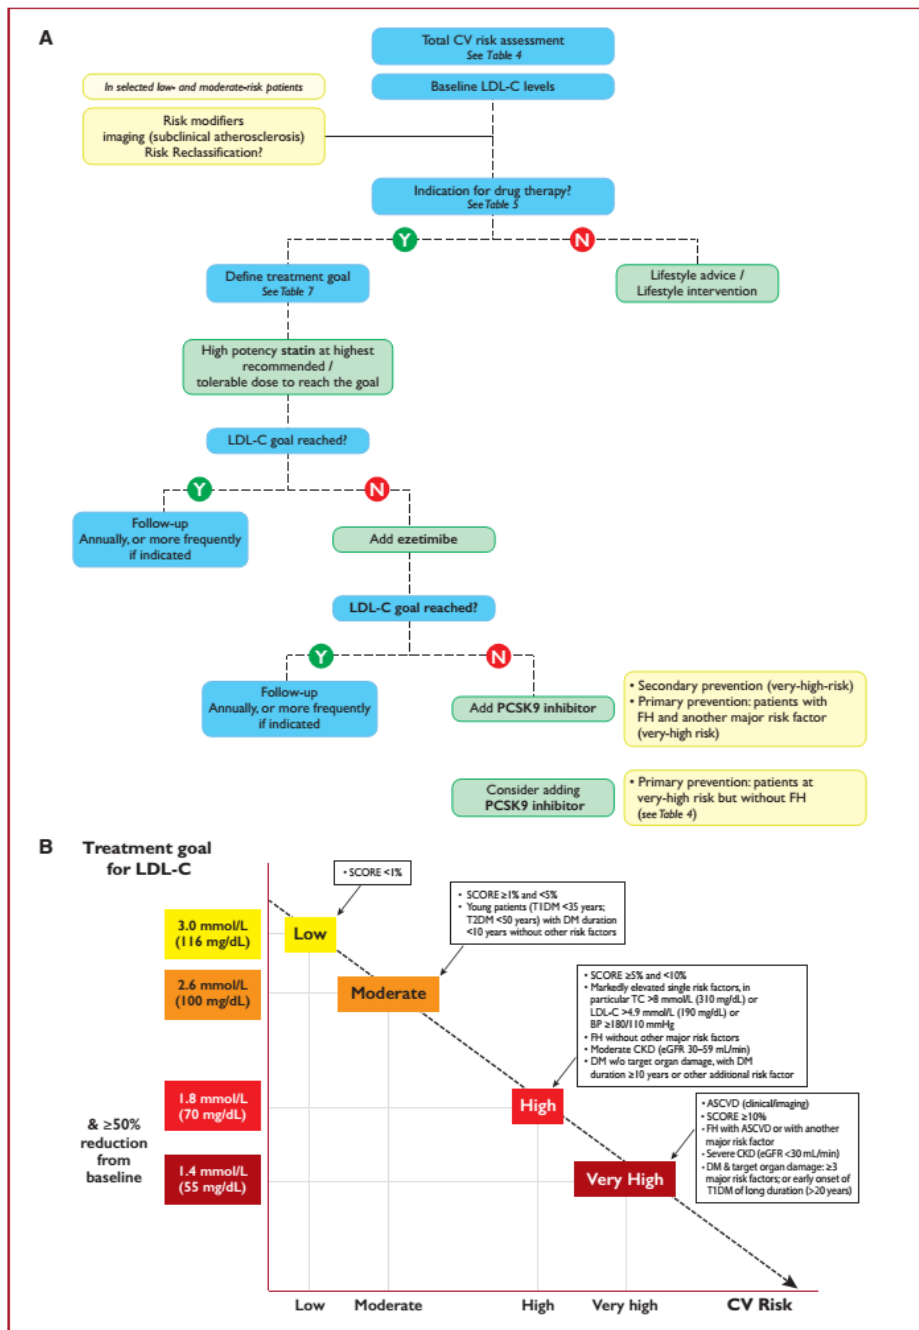 A
Total CV risk assessment
See Table 4
In selected low- and moderate-risk patients
Baseline LDL-C levels
Risk modifiers
imaging (subclinical atherosclerosis)
Risk Reclassification?
Indication for drug therapy?
See Table 5
Y
N
Define treatment goal
See Table 7
Lifestyle advice /
Lifestyle intervention
High potency statin at highest
recommended /
tolerable dose to reach the goal
LDL-C goal reached?
Y
N
Follow-up
Annually, or more frequently
if indicated
Add ezetimibe
LDL-C goal reached?
Y
N
Follow-up
Annually, or more frequently
if indicated
Add PCSK9 inhibitor
• Secondary prevention (very-high-risk)
• Primary prevention: patients with
FH and another major risk factor
(very-high risk)
Consider adding
PCSK9 inhibitor
• Primary prevention: patients at
very-high risk but without FH
(see Table 4)
B
Treatment goal
for LDL-C
• SCORE <1%
• SCORE ≥1% and <5%
• Young patients (T1DM <35 years;
T2DM <50 years) with DM duration
<10 years without other risk factors
3.0 mmol/L
(116 mg/dL)
Low
2.6 mmol/L
(100 mg/dL)
Moderate
• SCORE ≥5% and <10%
• Markedly elevated single risk factors, in
particular TC >8 mmol/L (310 mg/dL) or
LDL-C >4.9 mmol/L (190 mg/dL) or
BP ≥180/110 mmHg
• FH without other major risk factors
• Moderate CKD (eGFR 30–59 mL/min)
• DM w/o target organ damage, with DM
duration ≥10 years or other additional risk factor
1.8 mmol/L
(70 mg/dL)
High
& ≥50%
reduction
from
baseline
• ASCVD (clinical/imaging)
• SCORE ≥10%
• FH with ASCVD or with another
major risk factor
• Severe CKD (eGFR <30 mL/min)
• DM & target organ damage: ≥3
major risk factors; or early onset of
T1DM of long duration (>20 years)
1.4 mmol/L
(55 mg/dL)
Very High
Low
Moderate
High
Very high
CV Risk